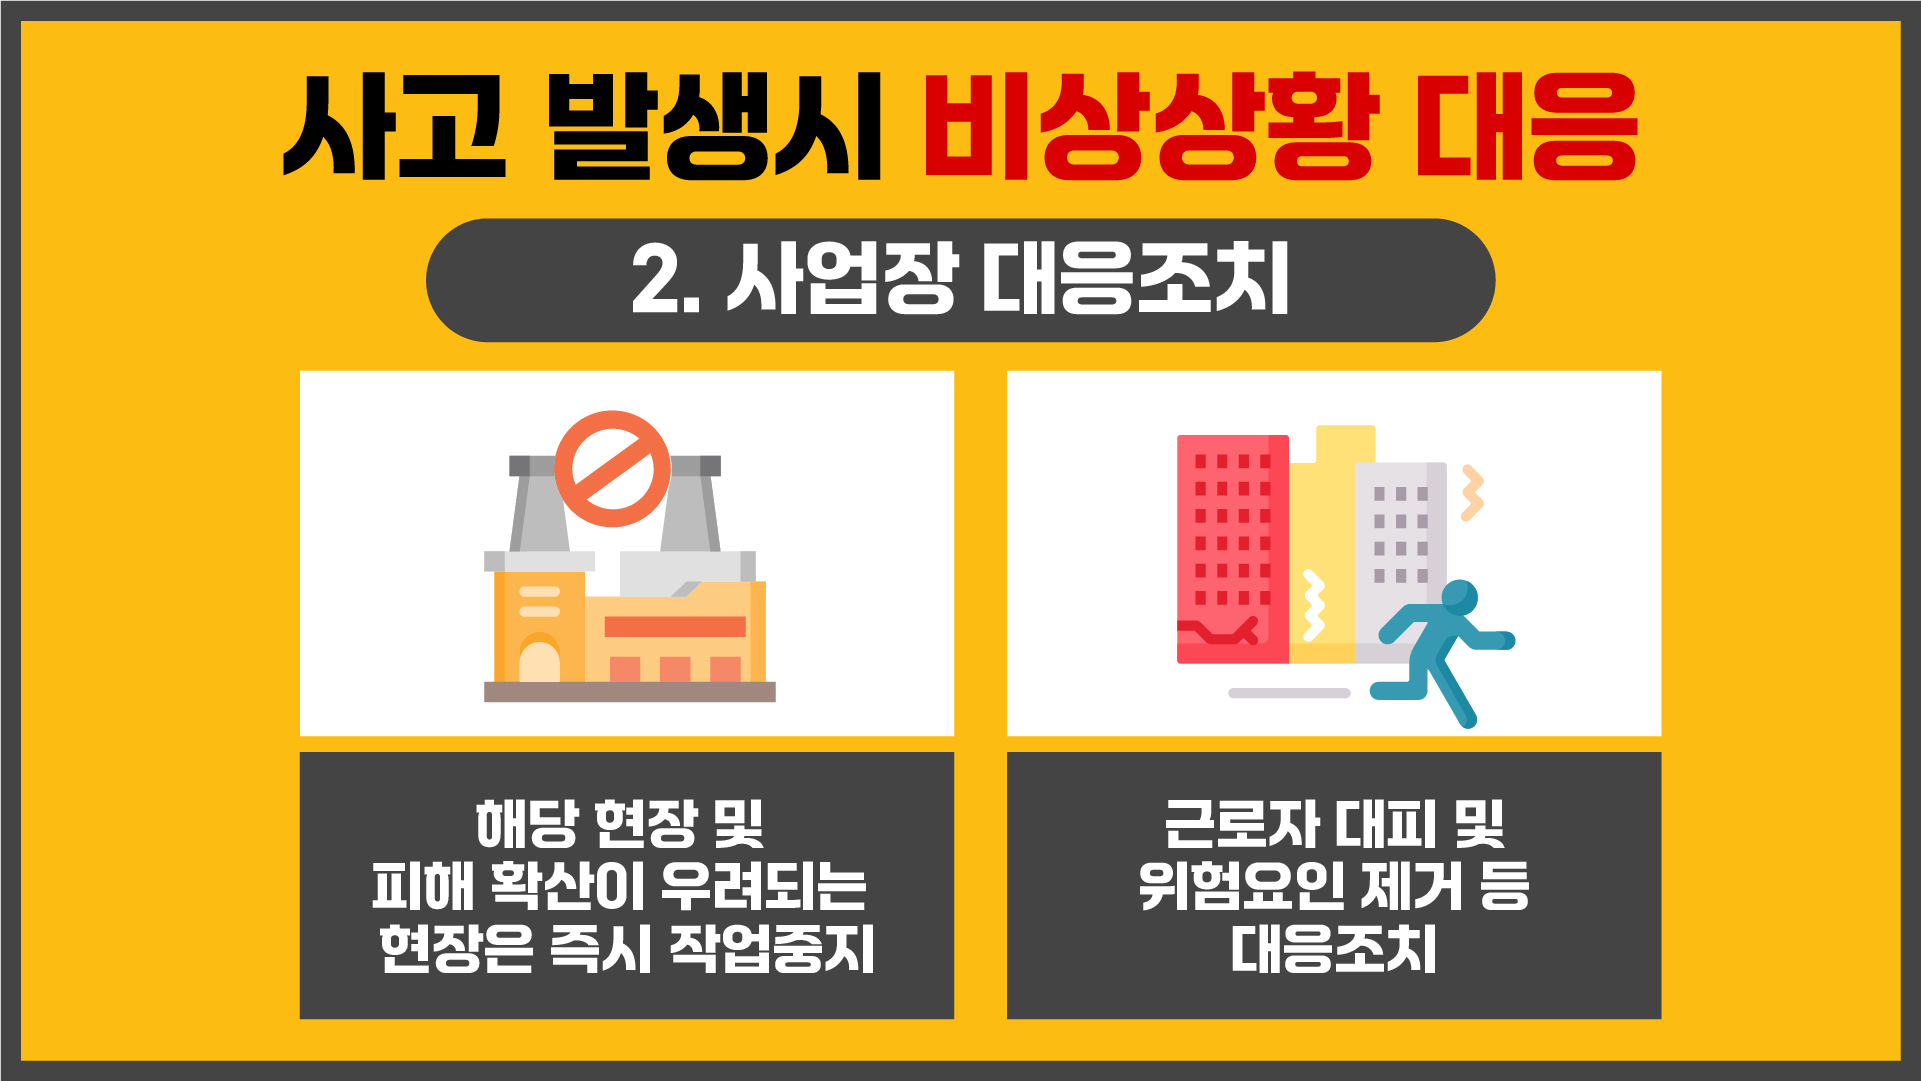 사고 발생시 비상상황 대응
2. 사업장 대응조치
해당 현장 및
피해 확산이 우려되는
현장은 즉시 작업중지
근로자 대피 및
위험요인 제거 등
대응조치